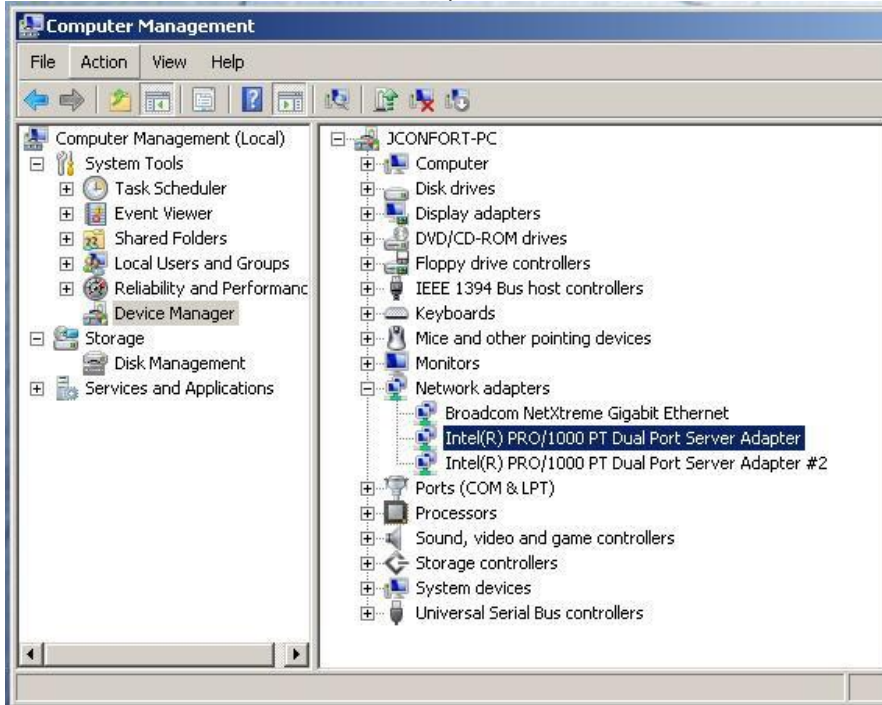 Computer Management
File Action View Help
Computer Management (Local)
System Tools
Task Scheduler
Event Viewer
Shared Folders
Local Users and Groups
Reliability and Performanc
Device Manager
Storage
Disk Management
Services and Applications
JCONFORT-PC
Computer
Disk drives
Display adapters
DVD/CD-ROM drives
Floppy drive controllers
IEEE 1394 Bus host controllers
Keyboards
Mice and other pointing devices
Monitors
Network adapters
Broadcom NetXtreme Gigabit Ethernet
Intel(R) PRO/1000 PT Dual Port Server Adapter
Intel(R) PRO/1000 PT Dual Port Server Adapter #2
Ports (COM & LPT)
Processors
Sound, video and game controllers
Storage controllers
System devices
Universal Serial Bus controllers